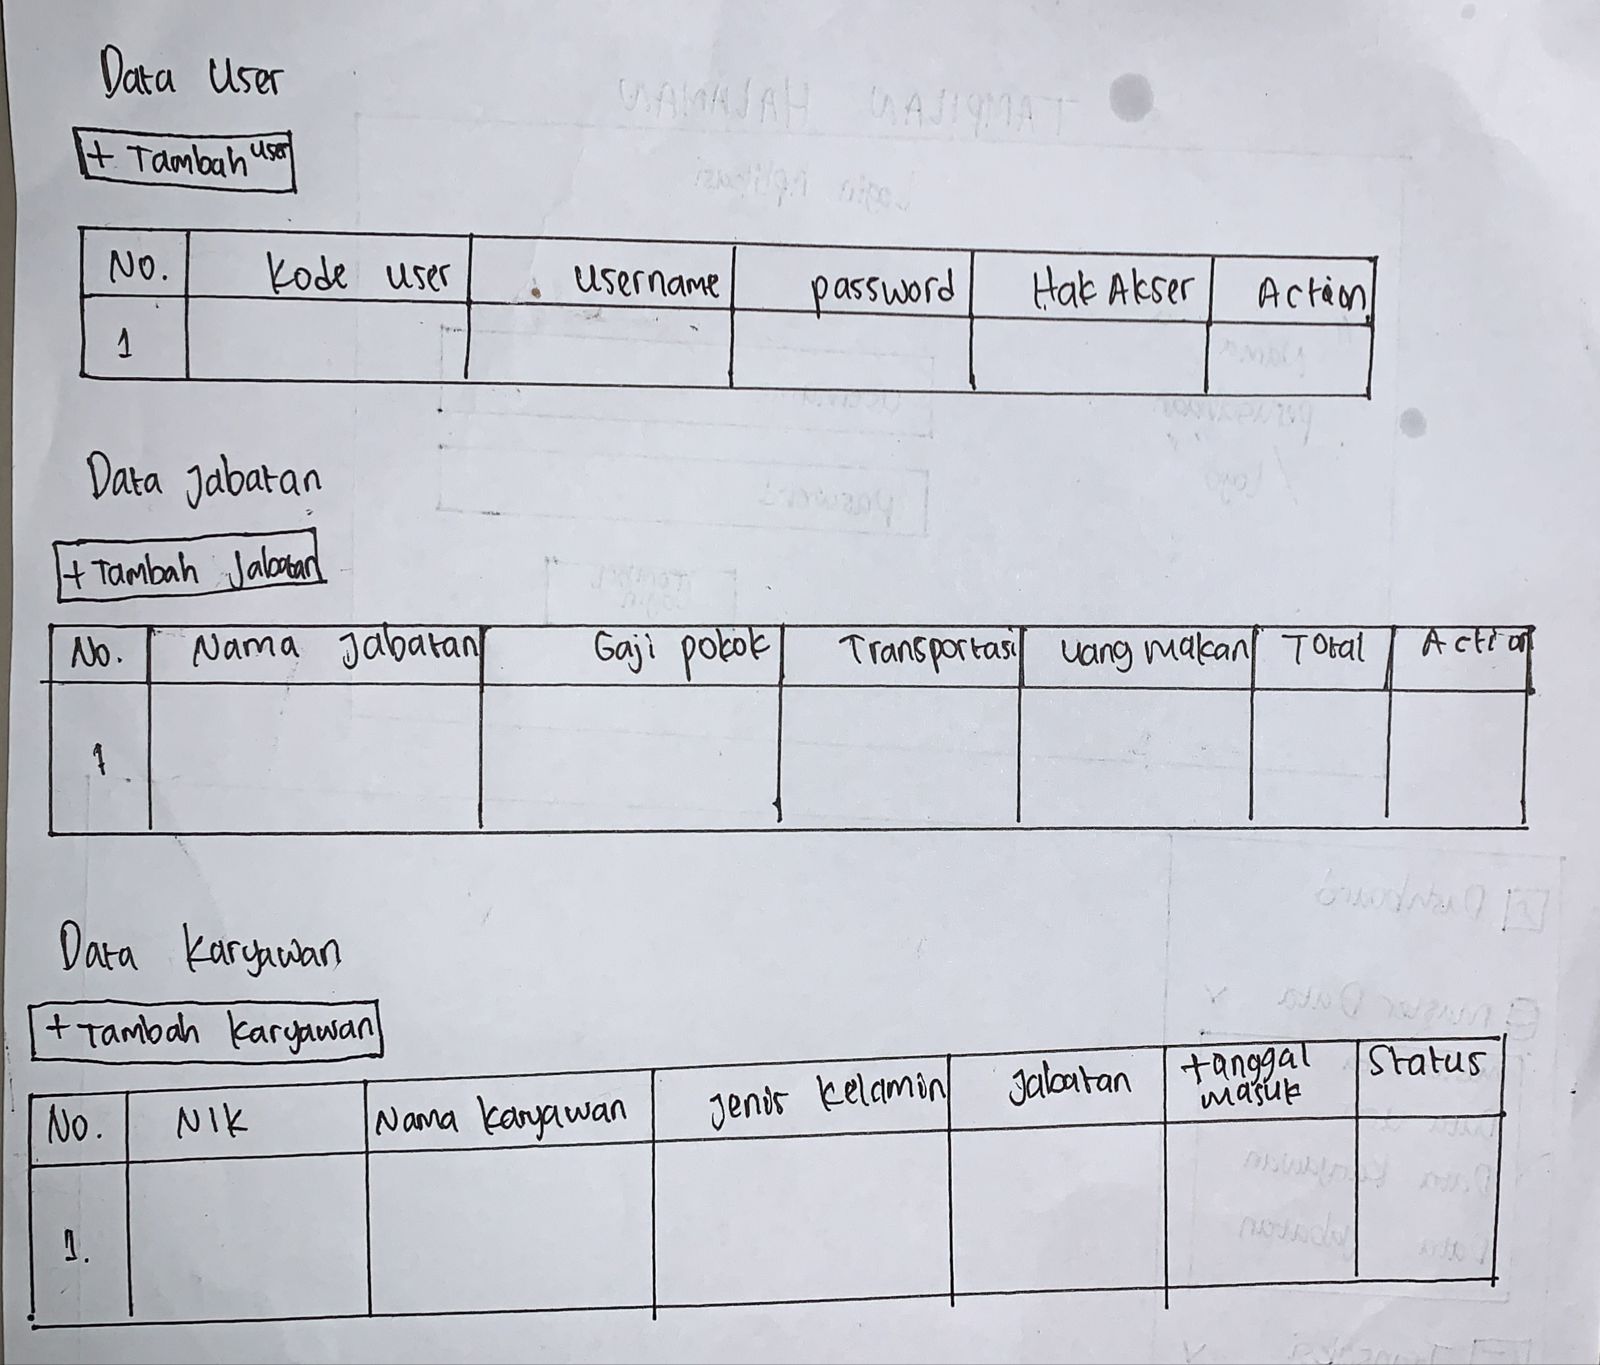 Data User
+ Tambah user
No. Kode user username password Hak Akser Action
1
Data Jabatan
+ Tambah Jabatan
No. Nama Jabatan Gaji pokok Transportasi uang makan Total Action
1
Data Karyawan
+ Tambah Karyawan
No. NIK Nama Karyawan Jenis Kelamin Jabatan tanggal masuk Status
1.